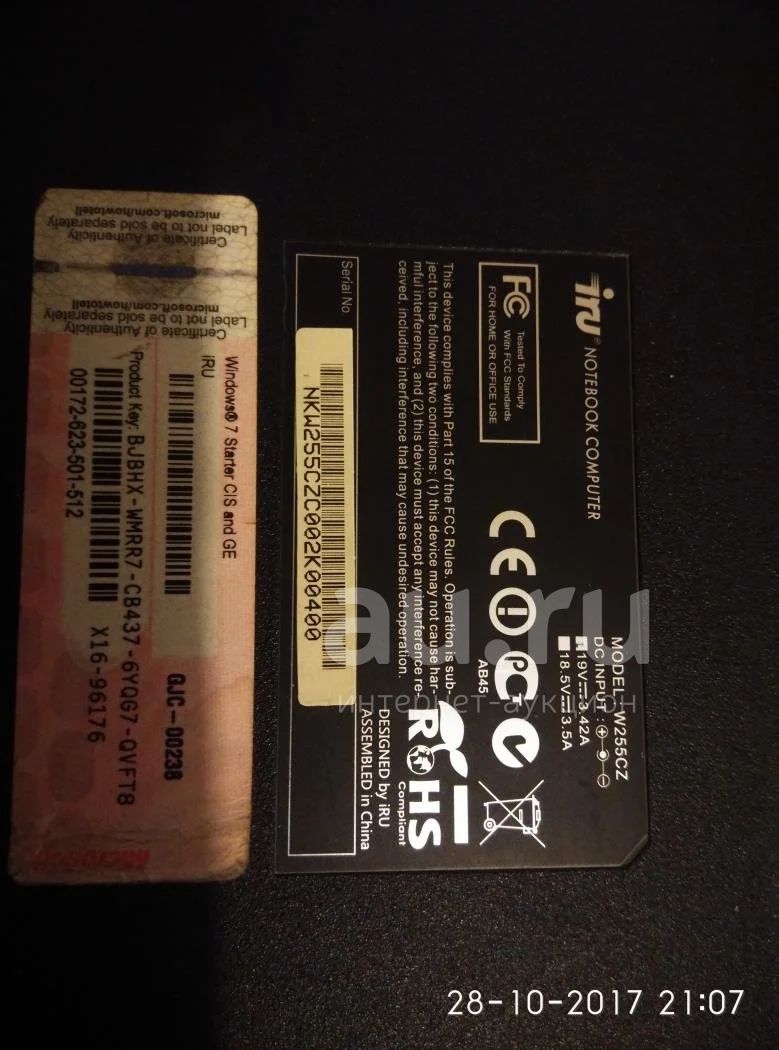 Certificate of Authenticity
Label not to be sold separately
microsoft.com/howtotell
Certificate of Authenticity
Label not to be sold separately
microsoft.com/howtotell
Windows® 7 Starter CIS and GE
iRU
QJC-00238
Product Key: BJBHX-WMRR7-CB437-6YQG7-QVFT8
X16-96176
00172-623-501-512
Microsoft
iru® NOTEBOOK COMPUTER
MODEL: W255CZ
DC INPUT :
19V⎓3.42A
18.5V⎓3.5A
FC Tested To Comply
With FCC Standards
FOR HOME OR OFFICE USE
CE
AB45
This device complies with Part 15 of the FCC Rules. Operation is sub-
ject to the following two conditions: (1) this device may not cause har-
mful interference, and (2) this device must accept any interference re-
ceived, including interference that may cause undesired operation.
RoHS
Compliant
DESIGNED by iRU
ASSEMBLED in China
Serial No.
NKW255CZC002K00400
au.ru
интернет-аукцион
28-10-2017 21:07